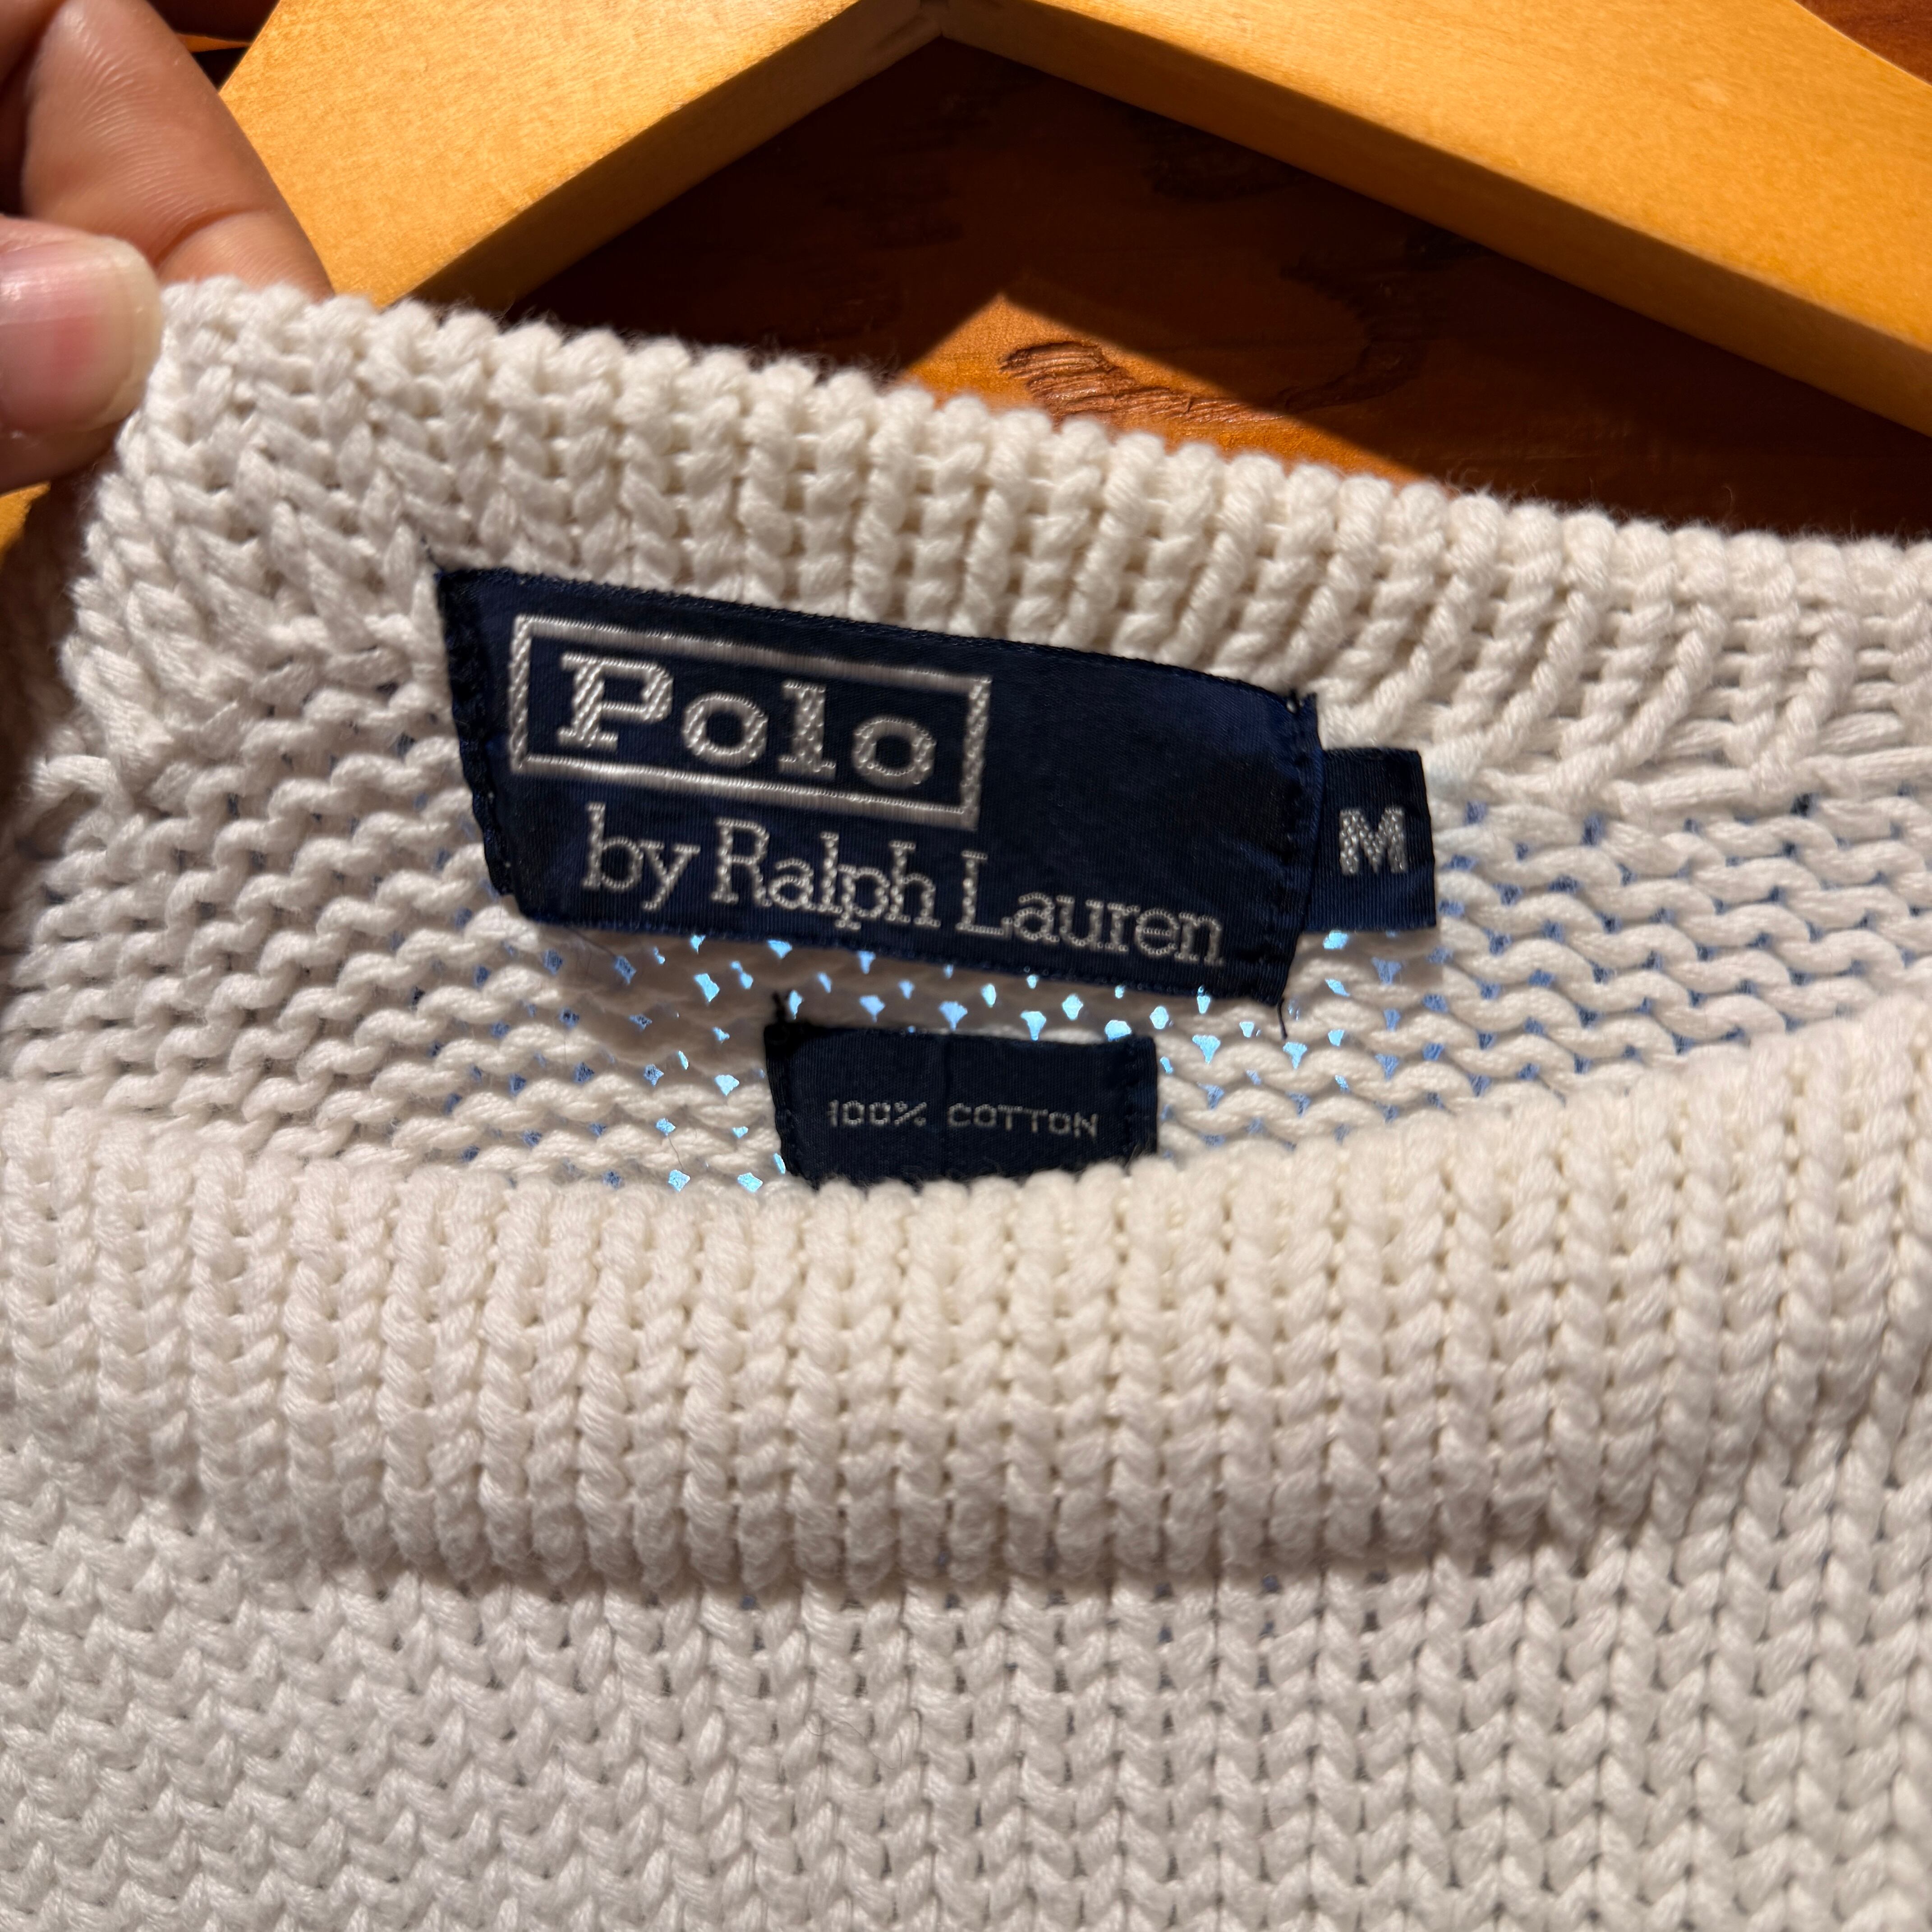 Polo
by Ralph Lauren
M
100% COTTON